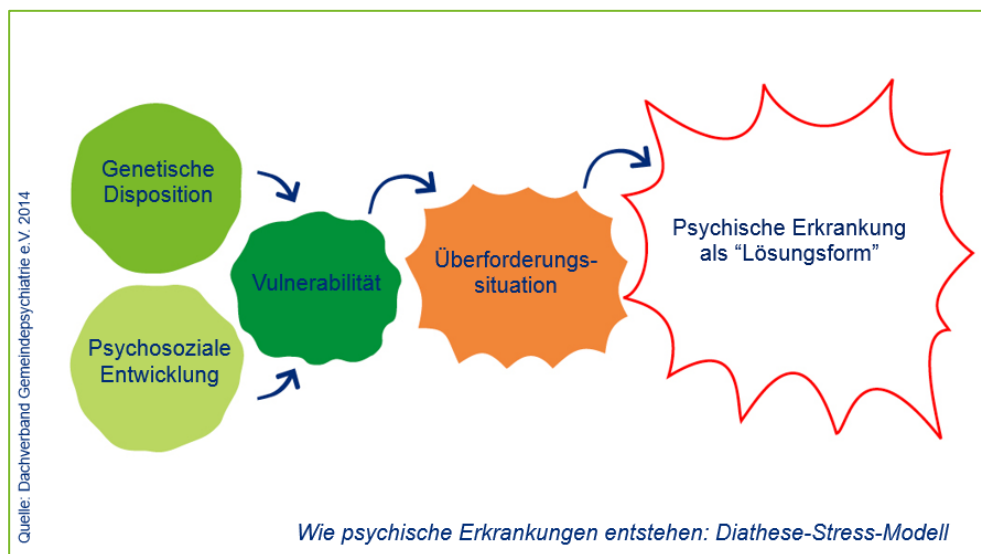 Genetische
Disposition
Psychosoziale
Entwicklung
Vulnerabilität
Überforderungs-
situation
Psychische Erkrankung
als “Lösungsform”
Quelle: Dachverband Gemeindepsychiatrie e.V. 2014
Wie psychische Erkrankungen entstehen: Diathese-Stress-Modell